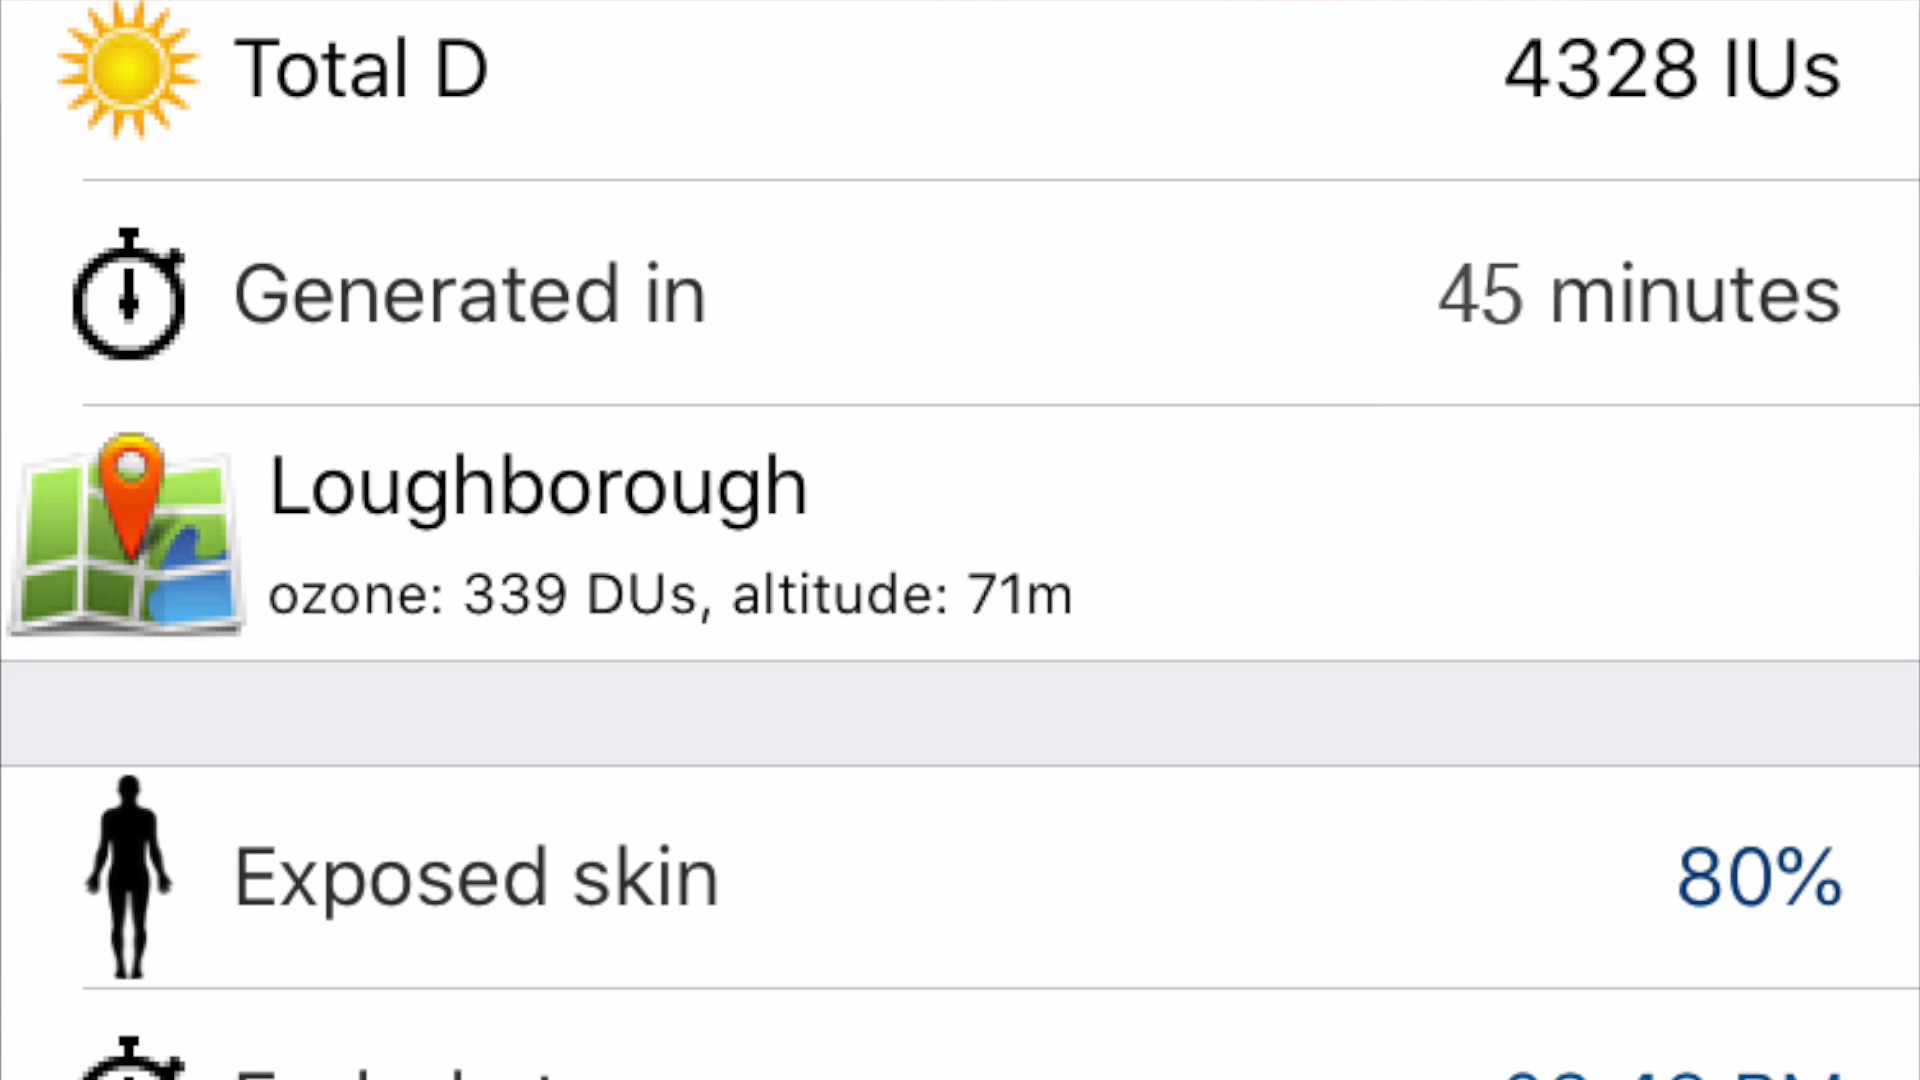 Total D 4328 IUs
Generated in 45 minutes
Loughborough
ozone: 339 DUs, altitude: 71m
Exposed skin 80%